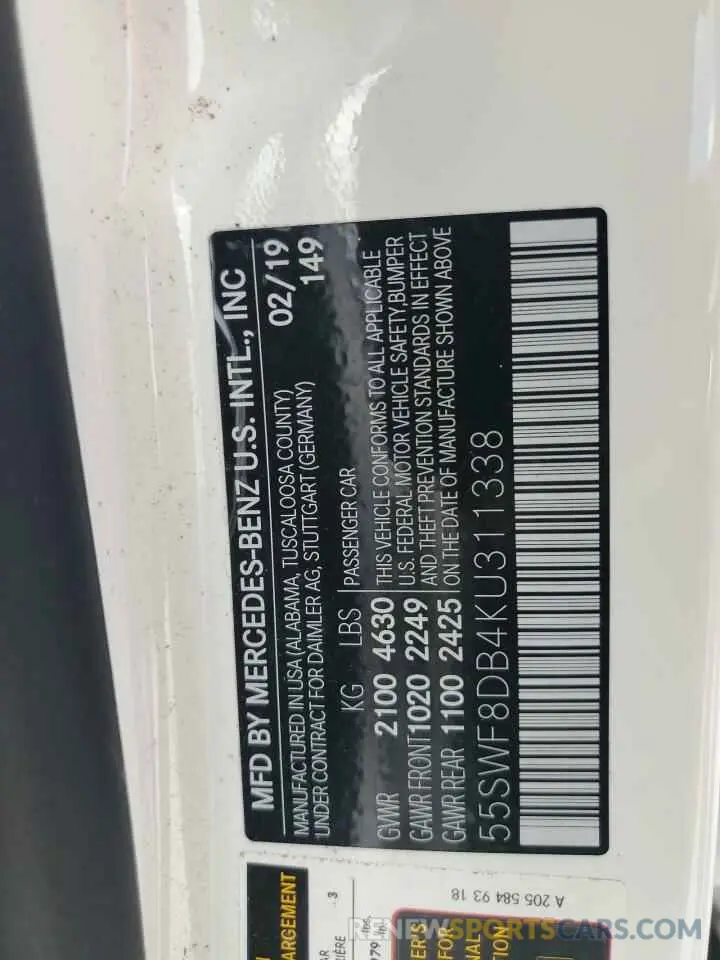 MFD BY MERCEDES-BENZ U.S. INTL., INC
MANUFACTURED IN USA (ALABAMA, TUSCALOOSA COUNTY) 02/19
UNDER CONTRACT FOR DAIMLER AG, STUTTGART (GERMANY) 149
KG LBS PASSENGER CAR
GVWR 2100 4630 THIS VEHICLE CONFORMS TO ALL APPLICABLE
GAWR FRONT 1020 2249 U.S. FEDERAL MOTOR VEHICLE SAFETY, BUMPER
AND THEFT PREVENTION STANDARDS IN EFFECT
GAWR REAR 1100 2425 ON THE DATE OF MANUFACTURE SHOWN ABOVE
55SWF8DB4KU311338
A 205 584 93 18
RENEWSPORTSCARS.COM